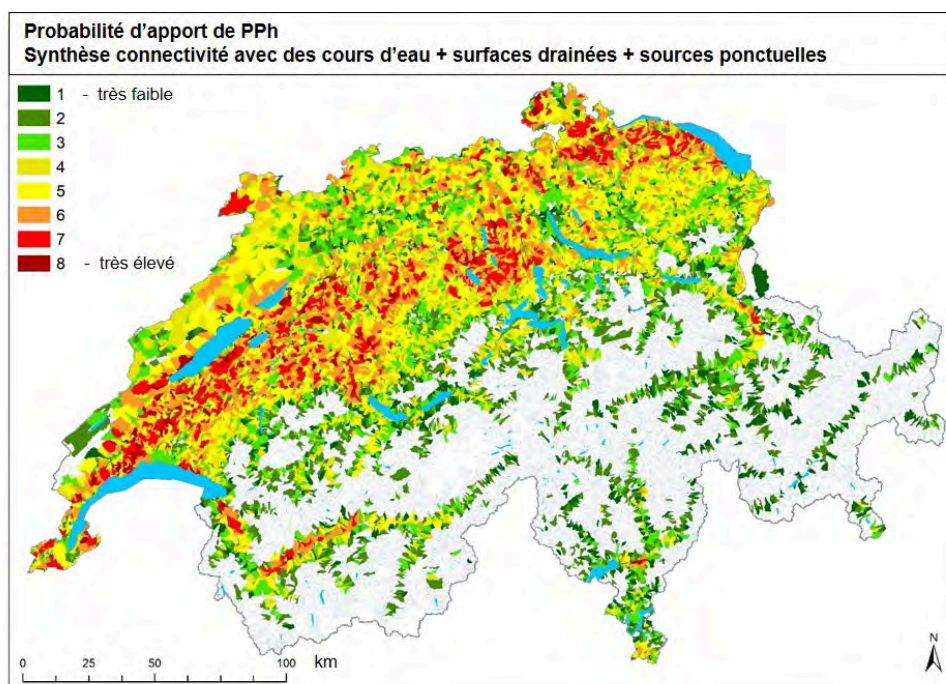 Probabilité d'apport de PPh
Synthèse connectivité avec des cours d'eau + surfaces drainées + sources ponctuelles
1 - très faible
2
3
4
5
6
7
8 - très élevé
0 25 50 100 km
N